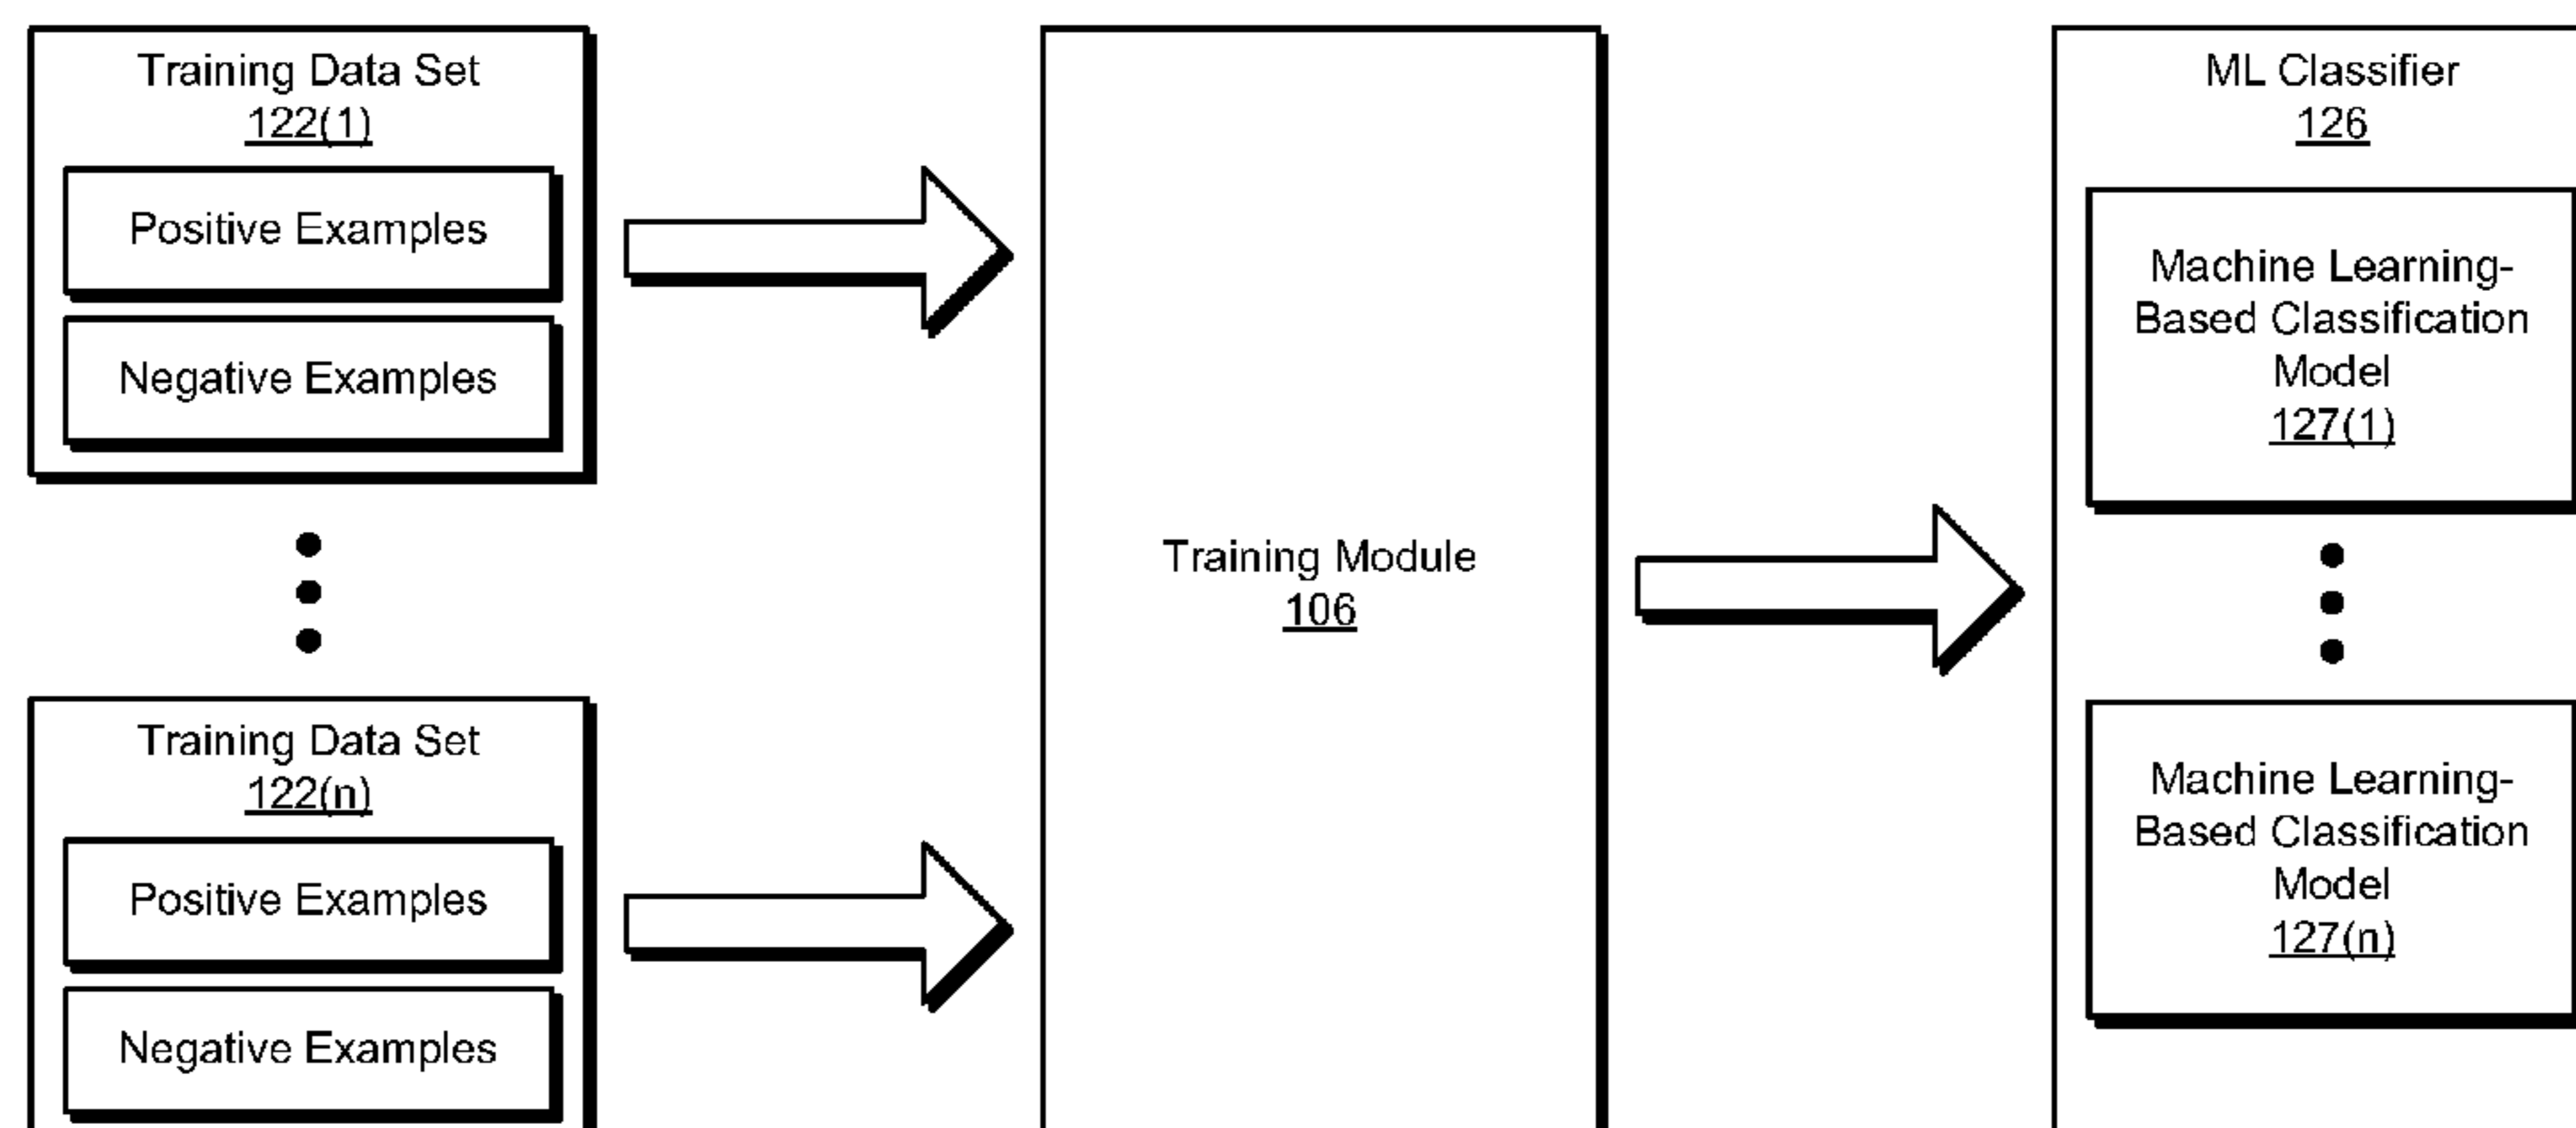 Training Data Set
122(1)
Positive Examples
Negative Examples
Training Data Set
122(n)
Positive Examples
Negative Examples
Training Module
106
ML Classifier
126
Machine Learning-
Based Classification
Model
127(1)
Machine Learning-
Based Classification
Model
127(n)